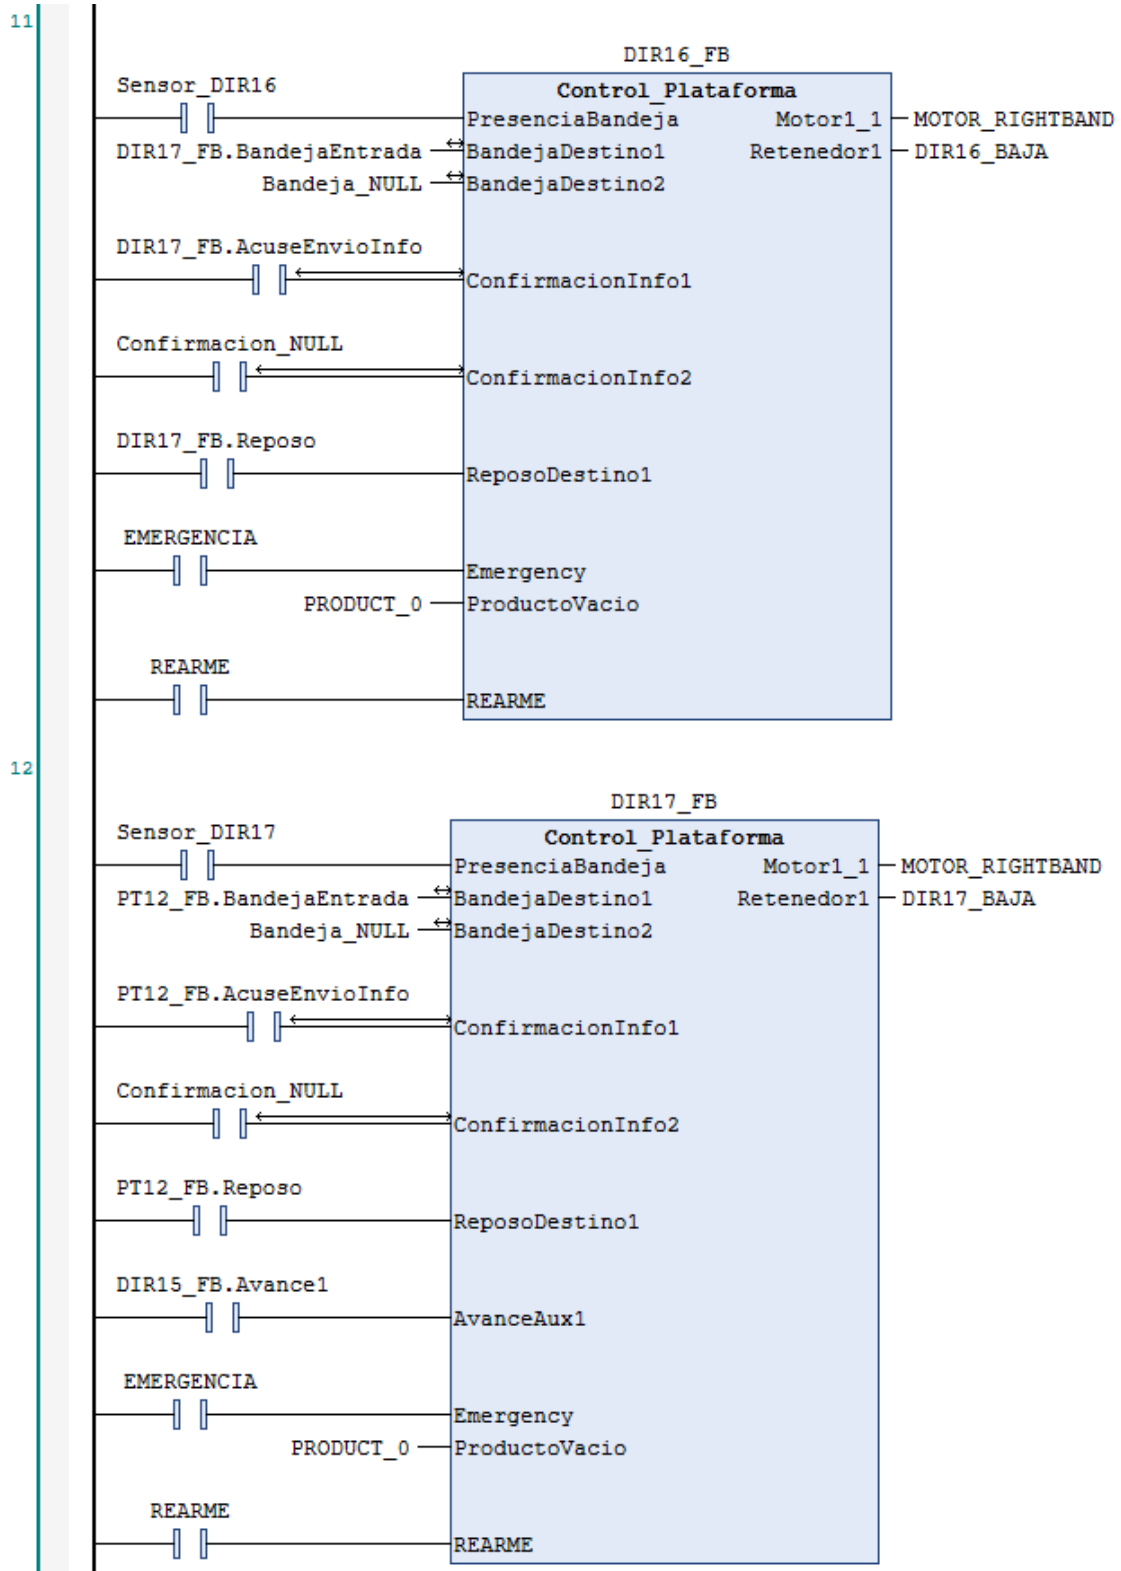 11
DIR16_FB
Sensor_DIR16
Control_Plataforma
PresenciaBandeja Motor1_1 MOTOR_RIGHTBAND
DIR17_FB.BandejaEntrada BandejaDestino1 Retenedor1 DIR16_BAJA
Bandeja_NULL BandejaDestino2
DIR17_FB.AcuseEnvioInfo
ConfirmacionInfo1
Confirmacion_NULL
ConfirmacionInfo2
DIR17_FB.Reposo
ReposoDestino1
EMERGENCIA
Emergency
PRODUCT_0 ProductoVacio
REARME
REARME
12
DIR17_FB
Sensor_DIR17
Control_Plataforma
PresenciaBandeja Motor1_1 MOTOR_RIGHTBAND
PT12_FB.BandejaEntrada BandejaDestino1 Retenedor1 DIR17_BAJA
Bandeja_NULL BandejaDestino2
PT12_FB.AcuseEnvioInfo
ConfirmacionInfo1
Confirmacion_NULL
ConfirmacionInfo2
PT12_FB.Reposo
ReposoDestino1
DIR15_FB.Avance1
AvanceAux1
EMERGENCIA
Emergency
PRODUCT_0 ProductoVacio
REARME
REARME